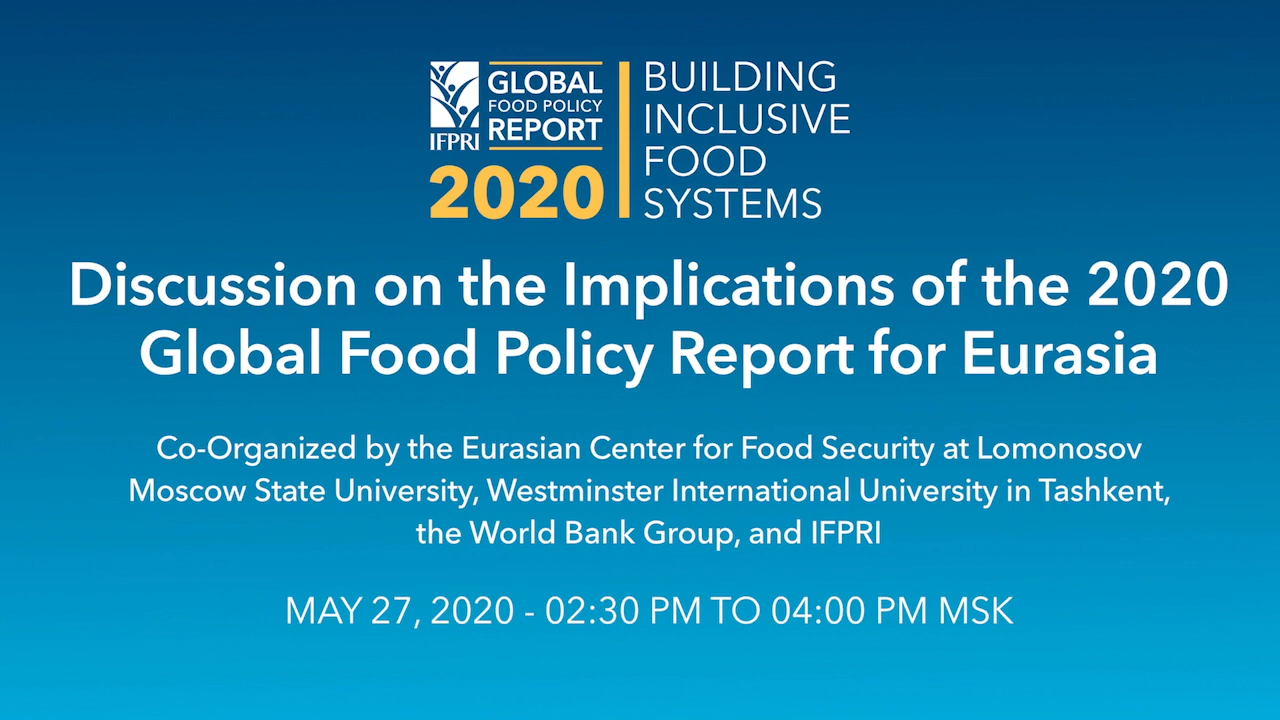 IFPRI
GLOBAL
FOOD POLICY
REPORT
2020
BUILDING
INCLUSIVE
FOOD
SYSTEMS
Discussion on the Implications of the 2020
Global Food Policy Report for Eurasia
Co-Organized by the Eurasian Center for Food Security at Lomonosov
Moscow State University, Westminster International University in Tashkent,
the World Bank Group, and IFPRI
MAY 27, 2020 - 02:30 PM TO 04:00 PM MSK